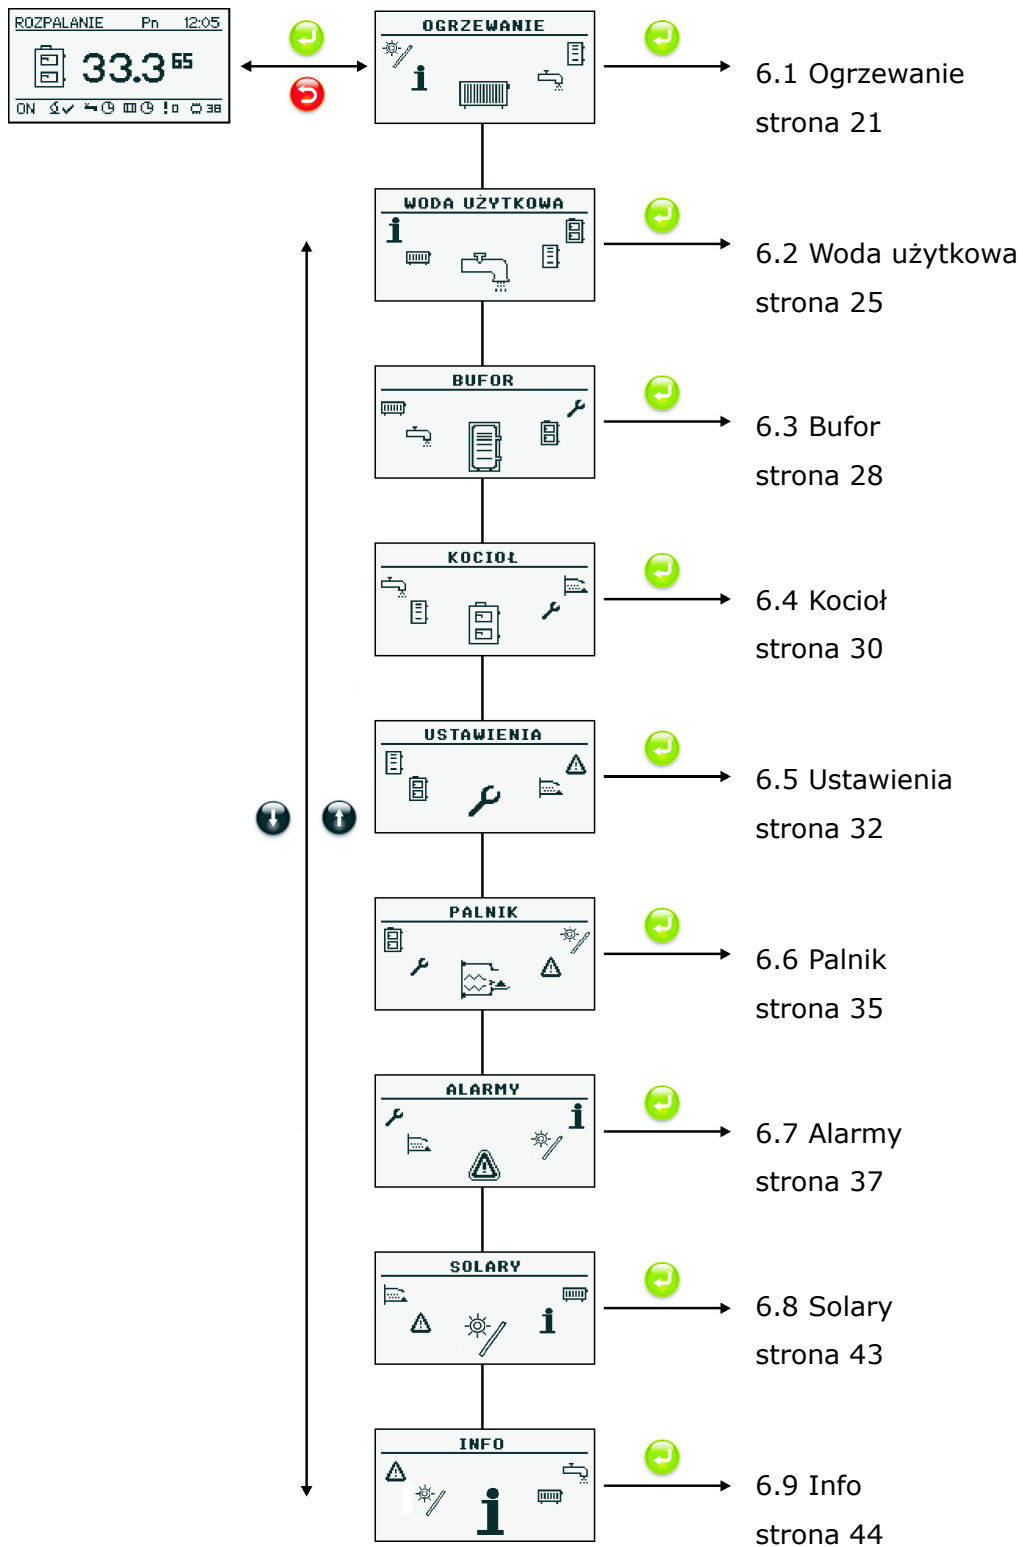 ROZPALANIE Pn 12:05
33.3 65
ON 38
OGRZEWANIE
6.1 Ogrzewanie
strona 21
WODA UŻYTKOWA
6.2 Woda użytkowa
strona 25
BUFOR
6.3 Bufor
strona 28
KOCIOŁ
6.4 Kocioł
strona 30
USTAWIENIA
6.5 Ustawienia
strona 32
PALNIK
6.6 Palnik
strona 35
ALARMY
6.7 Alarmy
strona 37
SOLARY
6.8 Solary
strona 43
INFO
6.9 Info
strona 44